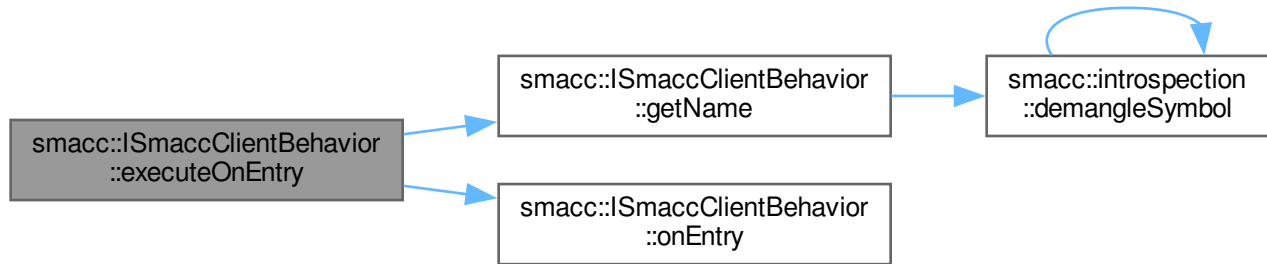 smacc::ISmaccClientBehavior
::executeOnEntry
smacc::ISmaccClientBehavior
::getName
smacc::introspection
::demangleSymbol
smacc::ISmaccClientBehavior
::onEntry